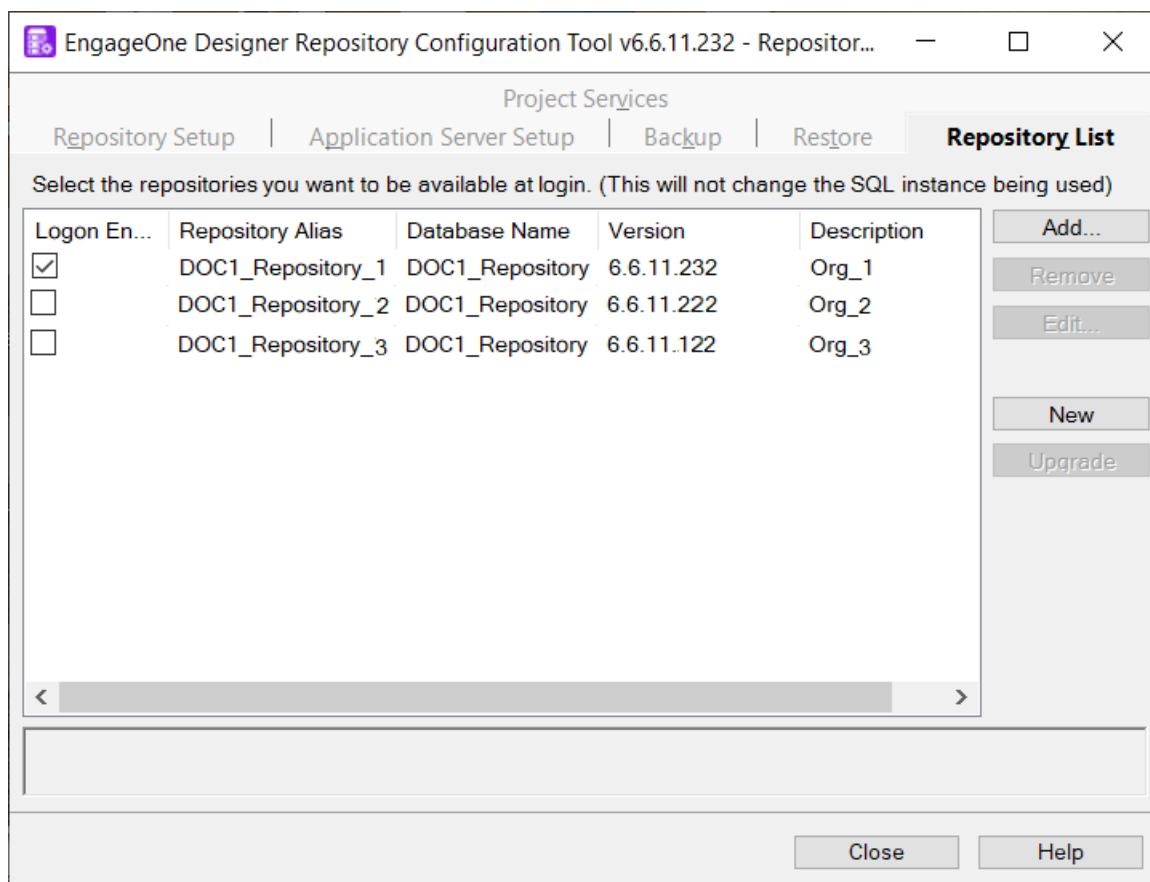 EngageOne Designer Repository Configuration Tool v6.6.11.232 - Repositor...
Project Services
Repository Setup Application Server Setup Backup Restore Repository List
Select the repositories you want to be available at login. (This will not change the SQL instance being used)
Logon En... Repository Alias Database Name Version Description
DOC1_Repository_1 DOC1_Repository 6.6.11.232 Org_1
DOC1_Repository_2 DOC1_Repository 6.6.11.222 Org_2
DOC1_Repository_3 DOC1_Repository 6.6.11.122 Org_3
Add...
Remove
Edit...
New
Upgrade
Close Help